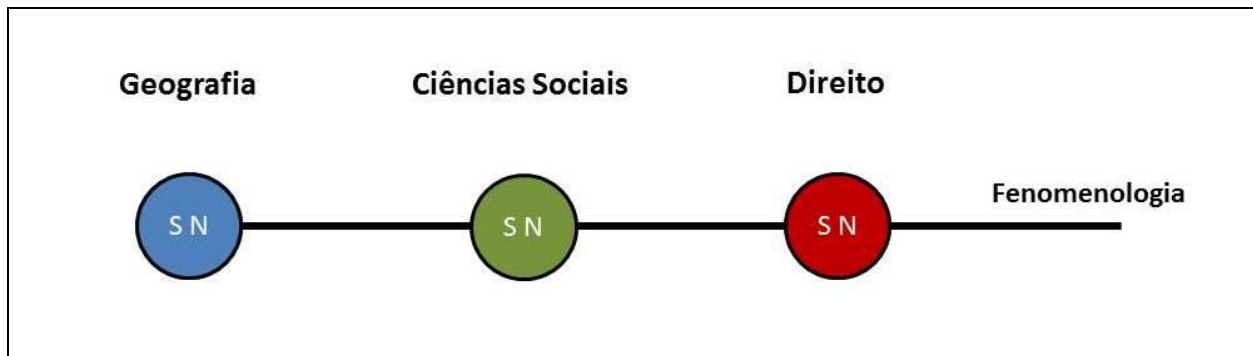 Geografia
Ciências Sociais
Direito
Fenomenologia
S N
S N
S N